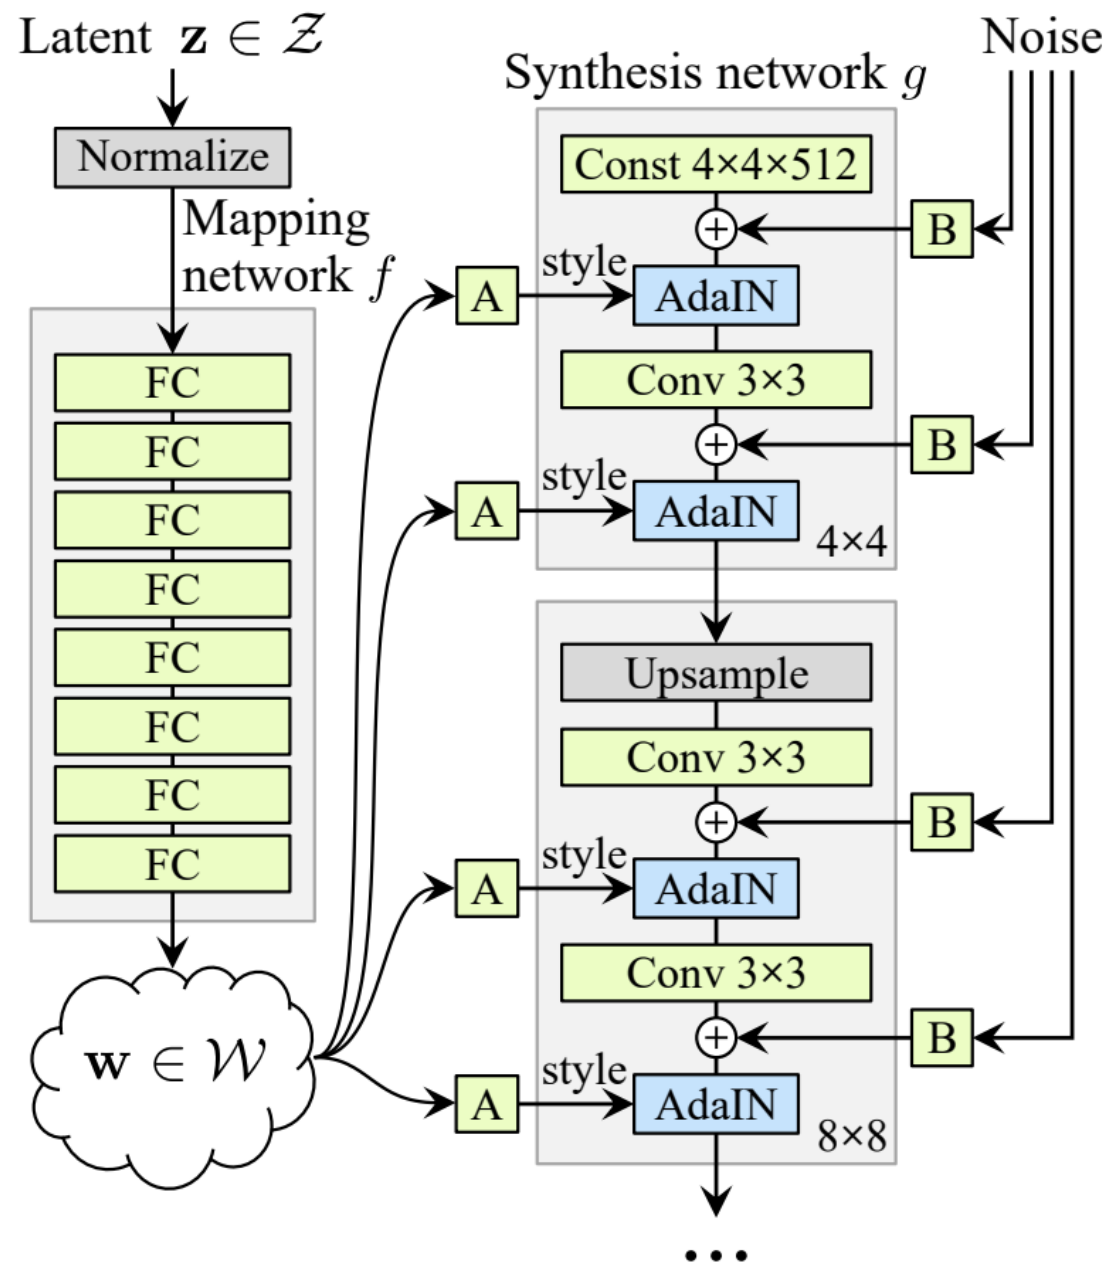 Latent z ∈ 𝒵
Normalize
Mapping
network f
FC
FC
FC
FC
FC
FC
FC
FC
w ∈ 𝒲
Synthesis network g
Noise
Const 4×4×512
B
style
A
AdaIN
Conv 3×3
B
style
A
AdaIN
4×4
Upsample
Conv 3×3
B
style
A
AdaIN
Conv 3×3
B
style
A
AdaIN
8×8
...